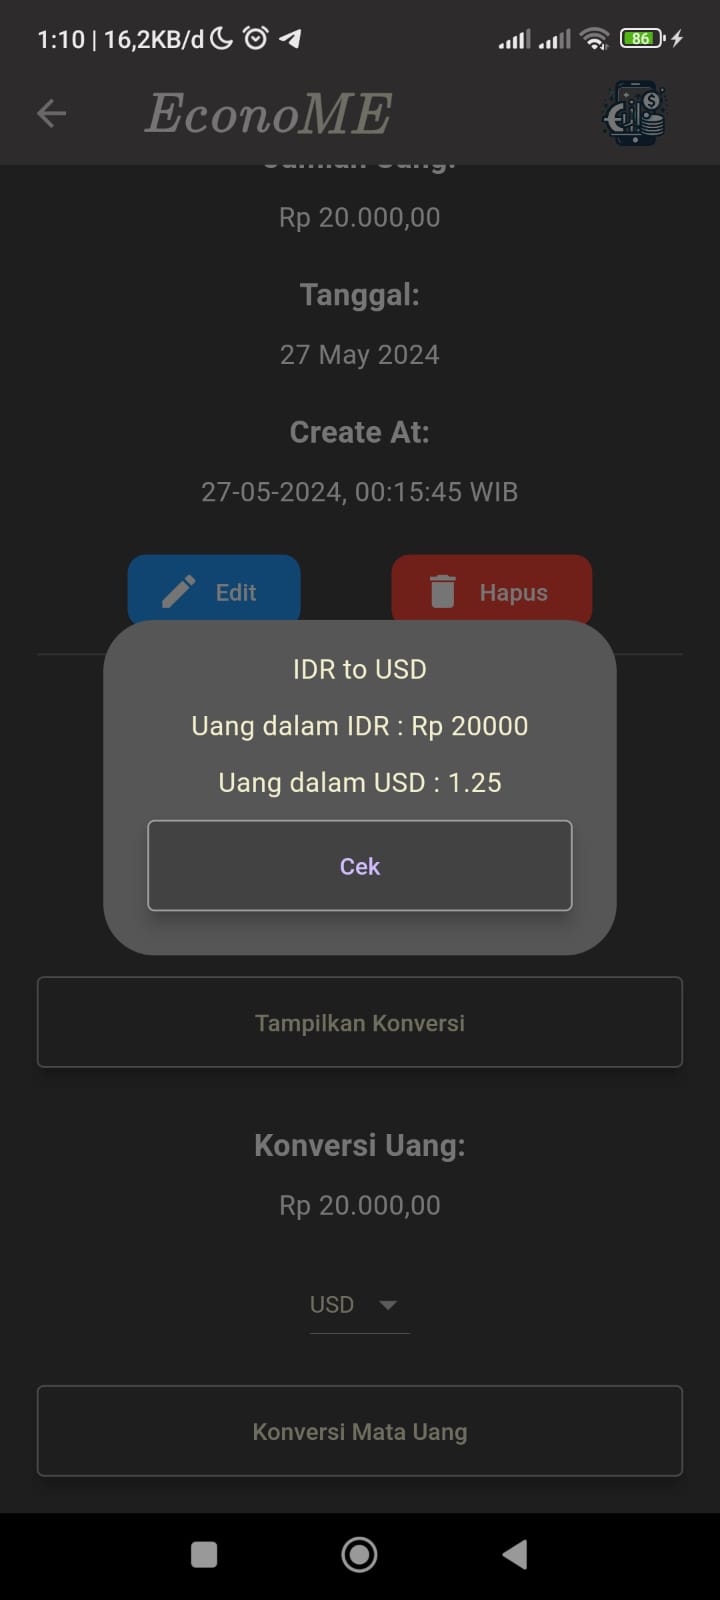 1:10 | 16,2KB/d
86
EconoME
Rp 20.000,00
Tanggal:
27 May 2024
Create At:
27-05-2024, 00:15:45 WIB
Edit
Hapus
IDR to USD
Uang dalam IDR : Rp 20000
Uang dalam USD : 1.25
Cek
Tampilkan Konversi
Konversi Uang:
Rp 20.000,00
USD
Konversi Mata Uang